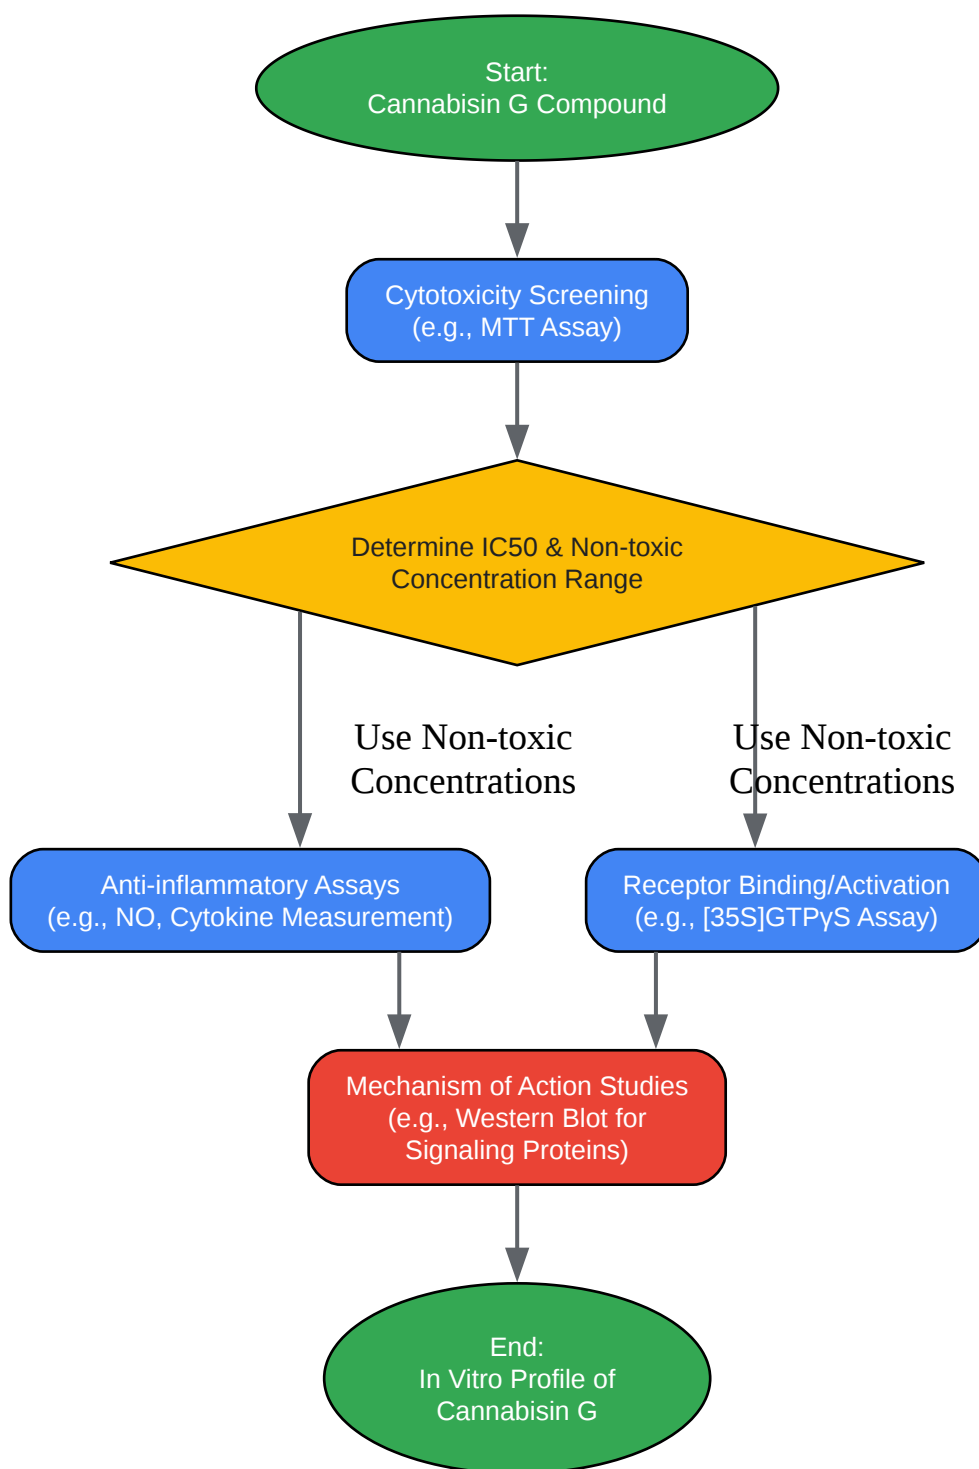 Start:
Cannabisin G Compound
Cytotoxicity Screening
(e.g., MTT Assay)
Determine IC50 & Non-toxic
Concentration Range
Use Non-toxic
Concentrations
Use Non-toxic
Concentrations
Anti-inflammatory Assays
(e.g., NO, Cytokine Measurement)
Receptor Binding/Activation
(e.g., [35S]GTPγS Assay)
Mechanism of Action Studies
(e.g., Western Blot for
Signaling Proteins)
End:
In Vitro Profile of
Cannabisin G